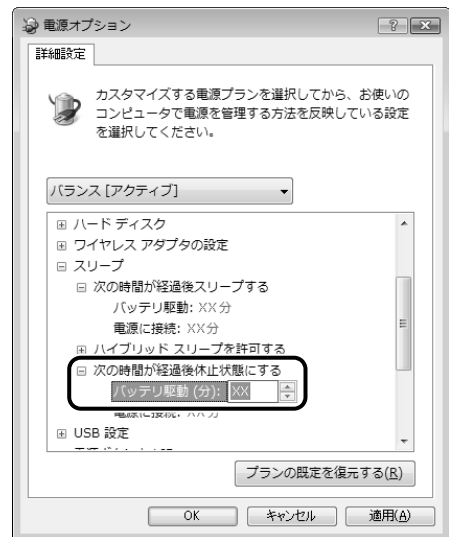 電源オプション
詳細設定
カスタマイズする電源プランを選択してから、お使いの
コンピュータで電源を管理する方法を反映している設定
を選択してください。
バランス [アクティブ]
ハード ディスク
ワイヤレス アダプタの設定
スリープ
次の時間が経過後スリープする
バッテリ駆動: XX分
電源に接続: XX分
ハイブリッド スリープを許可する
次の時間が経過後休止状態にする
バッテリ駆動 (分): XX
電源に接続: XX分
USB 設定
プランの既定を復元する(R)
OK キャンセル 適用(A)